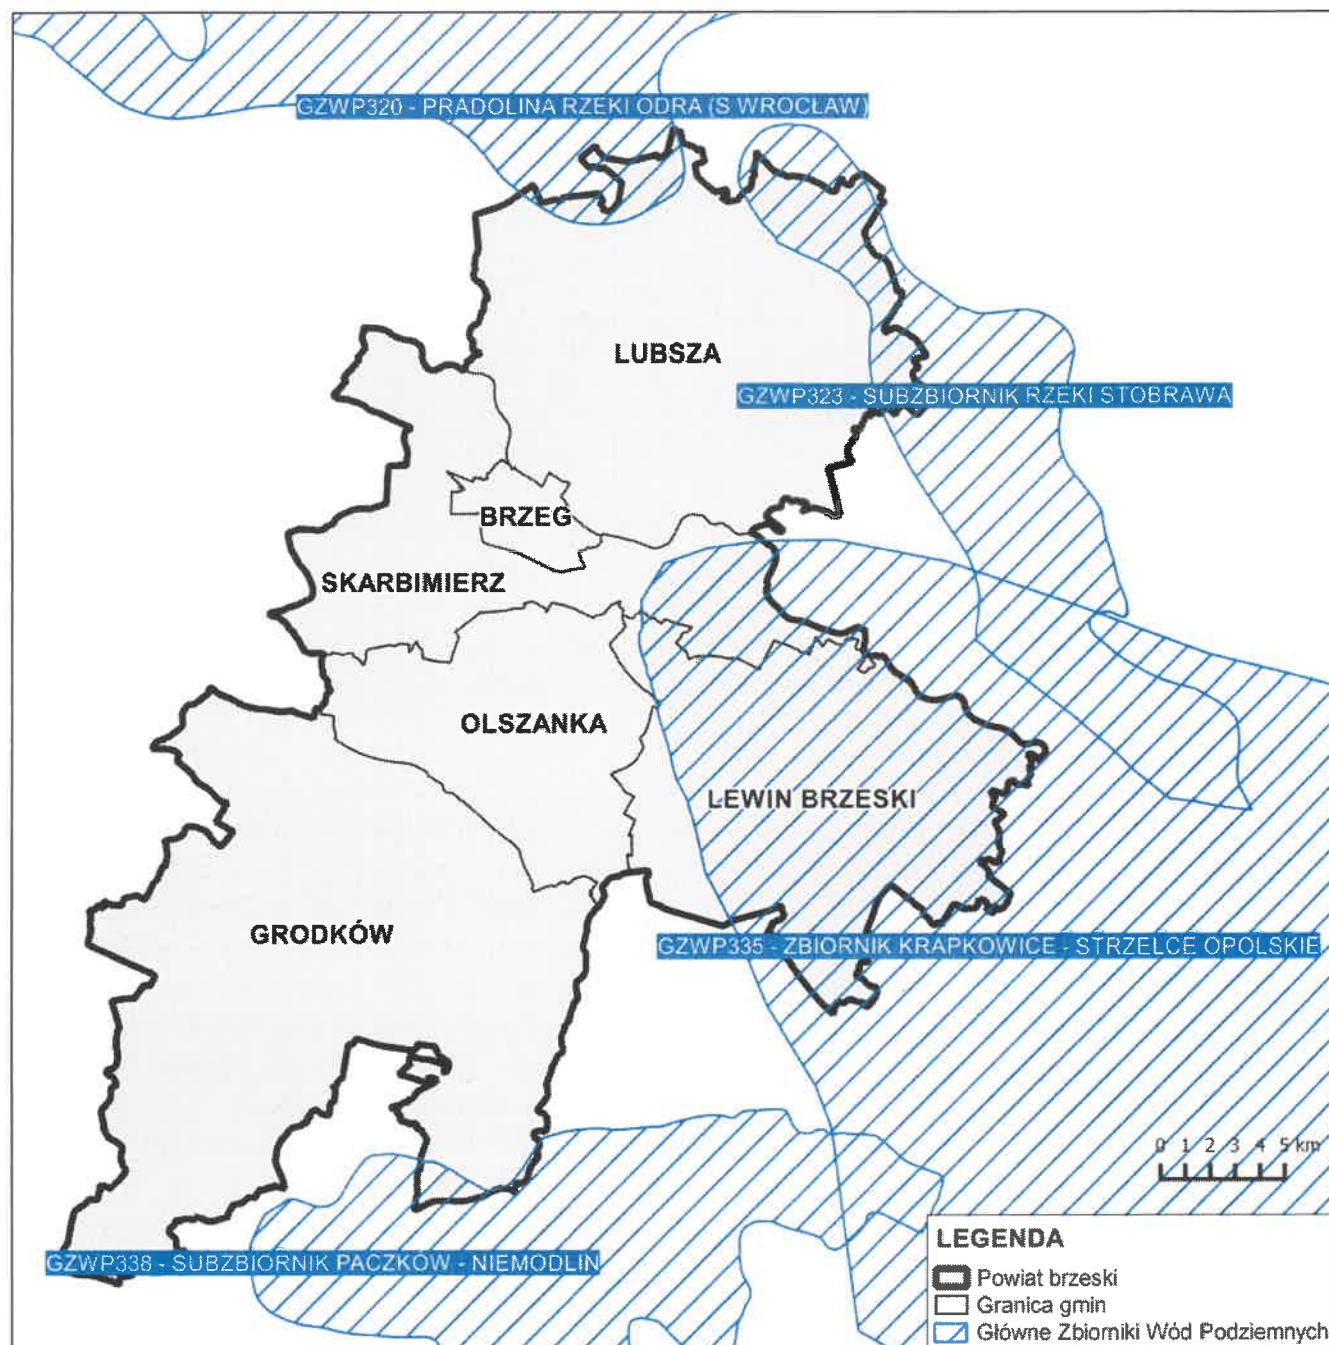 GZWP320 - PRADOLINA RZEKI ODRA (S WROCŁAW)
LUBSZA
GZWP323 - SUBZBIORNIK RZEKI STOBRAWA
BRZEG
SKARBIMIERZ
OLSZANKA
LEWIN BRZESKI
GRODKÓW
GZWP335 - ZBIORNIK KRAPKOWICE - STRZELCE OPOLSKIE
0 1 2 3 4 5 km
GZWP338 - SUBZBIORNIK PACZKÓW - NIEMODLIN
LEGENDA
Powiat brzeski
Granica gmin
Główne Zbiorniki Wód Podziemnych